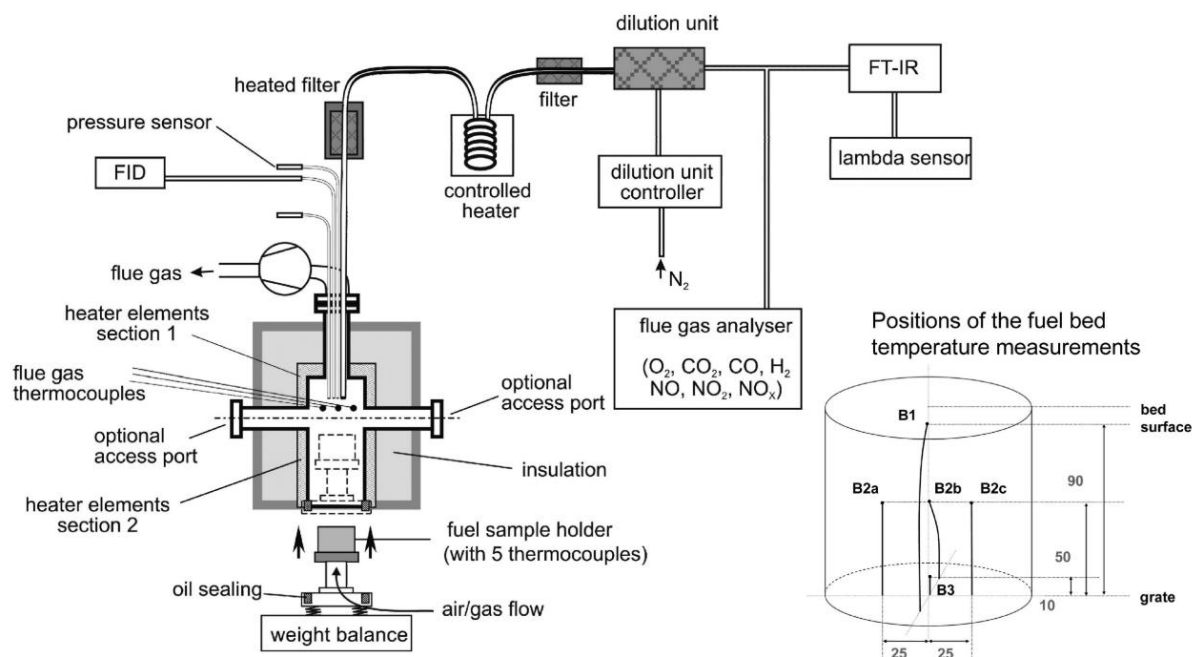 dilution unit
heated filter
filter
FT-IR
pressure sensor
FID
controlled
heater
dilution unit
controller
lambda sensor
flue gas
N₂
heater elements
section 1
flue gas analyser
(O₂, CO₂, CO, H₂
NO, NO₂, NOₓ)
flue gas
thermocouples
optional
access port
optional
access port
insulation
heater elements
section 2
fuel sample holder
(with 5 thermocouples)
oil sealing
air/gas flow
weight balance
Positions of the fuel bed
temperature measurements
B1
bed
surface
B2a
B2b
B2c
90
50
B3
10
grate
25
25